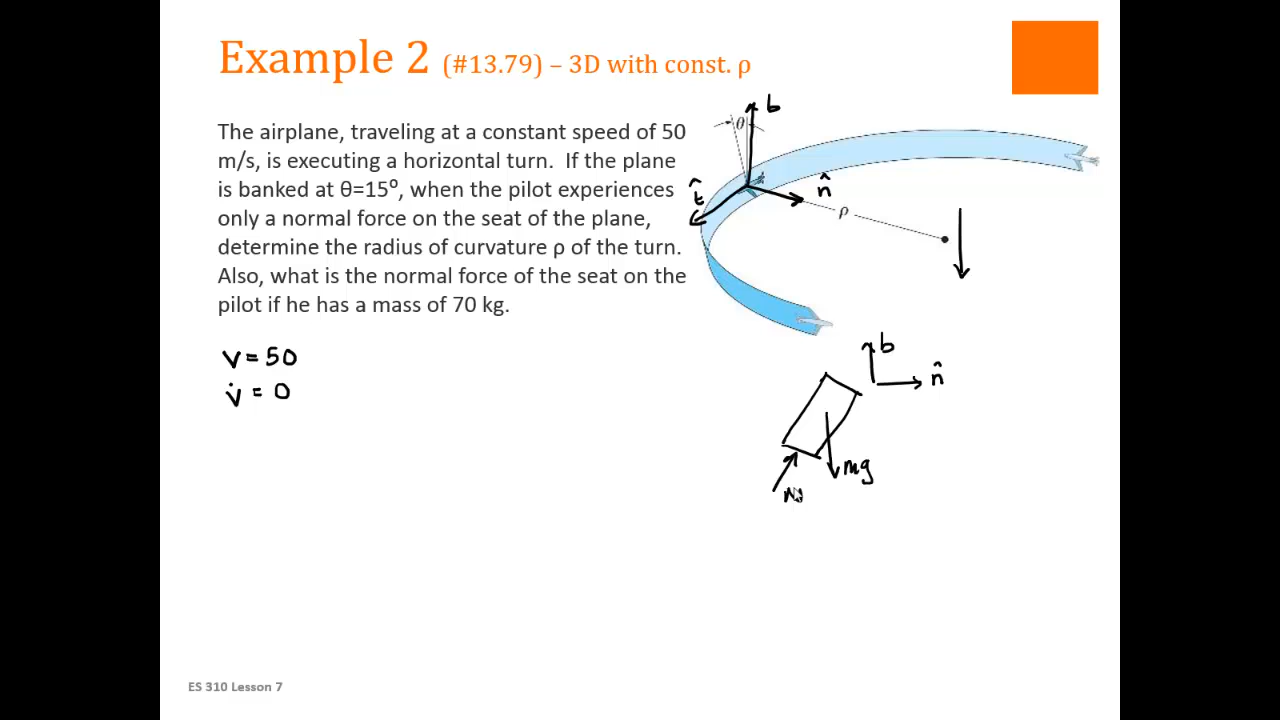 Example 2 (#13.79) – 3D with const. ρ
The airplane, traveling at a constant speed of 50
m/s, is executing a horizontal turn. If the plane
is banked at θ=15⁰, when the pilot experiences
only a normal force on the seat of the plane,
determine the radius of curvature ρ of the turn.
Also, what is the normal force of the seat on the
pilot if he has a mass of 70 kg.
b
θ
t̂
n̂
ρ
v = 50
v̇ = 0
b
n̂
mg
ES 310 Lesson 7